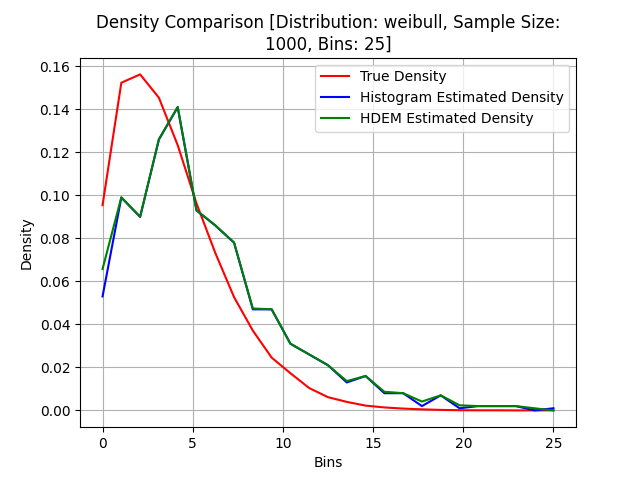 Density Comparison [Distribution: weibull, Sample Size:
1000, Bins: 25]
True Density
Histogram Estimated Density
HDEM Estimated Density
Density
0.16
0.14
0.12
0.10
0.08
0.06
0.04
0.02
0.00
0 5 10 15 20 25
Bins